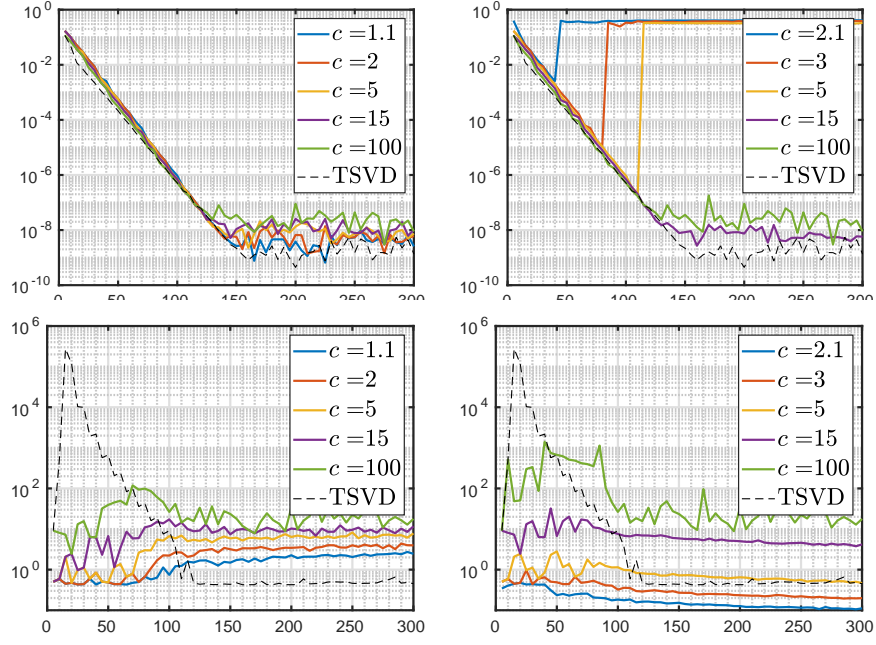 10^0
10^-2
10^-4
10^-6
10^-8
10^-10
0 50 100 150 200 250 300
c =1.1
c =2
c =5
c =15
c =100
TSVD
10^0
10^-2
10^-4
10^-6
10^-8
10^-10
0 50 100 150 200 250 300
c =2.1
c =3
c =5
c =15
c =100
TSVD
10^6
10^4
10^2
10^0
0 50 100 150 200 250 300
c =1.1
c =2
c =5
c =15
c =100
TSVD
10^6
10^4
10^2
10^0
0 50 100 150 200 250 300
c =2.1
c =3
c =5
c =15
c =100
TSVD